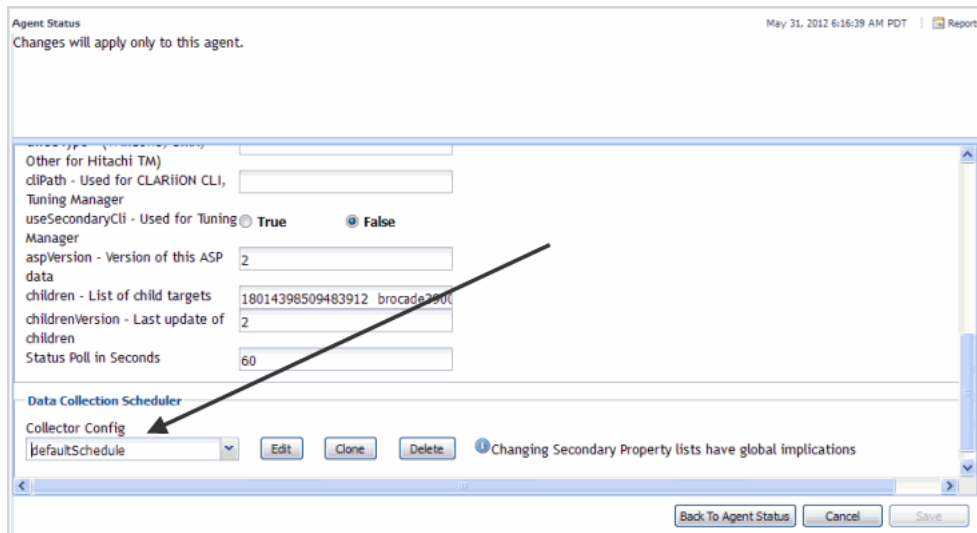 Agent Status
May 31, 2012 6:16:39 AM PDT | Report
Changes will apply only to this agent.
Other for Hitachi TM)
cliPath - Used for CLARiiON CLI,
Tuning Manager
useSecondaryCli - Used for Tuning True False
Manager
aspVersion - Version of this ASP 2
data
children - List of child targets 18014398509483912 brocade3900
childrenVersion - Last update of 2
children
Status Poll in Seconds 60
Data Collection Scheduler
Collector Config
defaultSchedule Edit Clone Delete Changing Secondary Property lists have global implications
Back To Agent Status Cancel Save